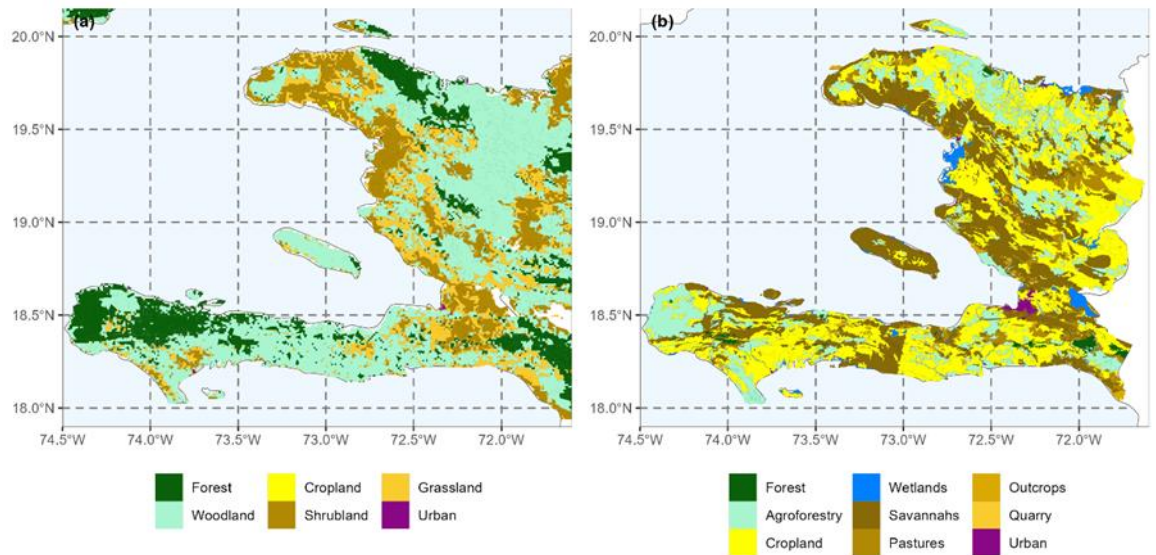 (a)
20.0°N
19.5°N
19.0°N
18.5°N
18.0°N
74.5°W 74.0°W 73.5°W 73.0°W 72.5°W 72.0°W
Forest Cropland Grassland
Woodland Shrubland Urban
(b)
20.0°N
19.5°N
19.0°N
18.5°N
18.0°N
74.5°W 74.0°W 73.5°W 73.0°W 72.5°W 72.0°W
Forest Wetlands Outcrops
Agroforestry Savannahs Quarry
Cropland Pastures Urban